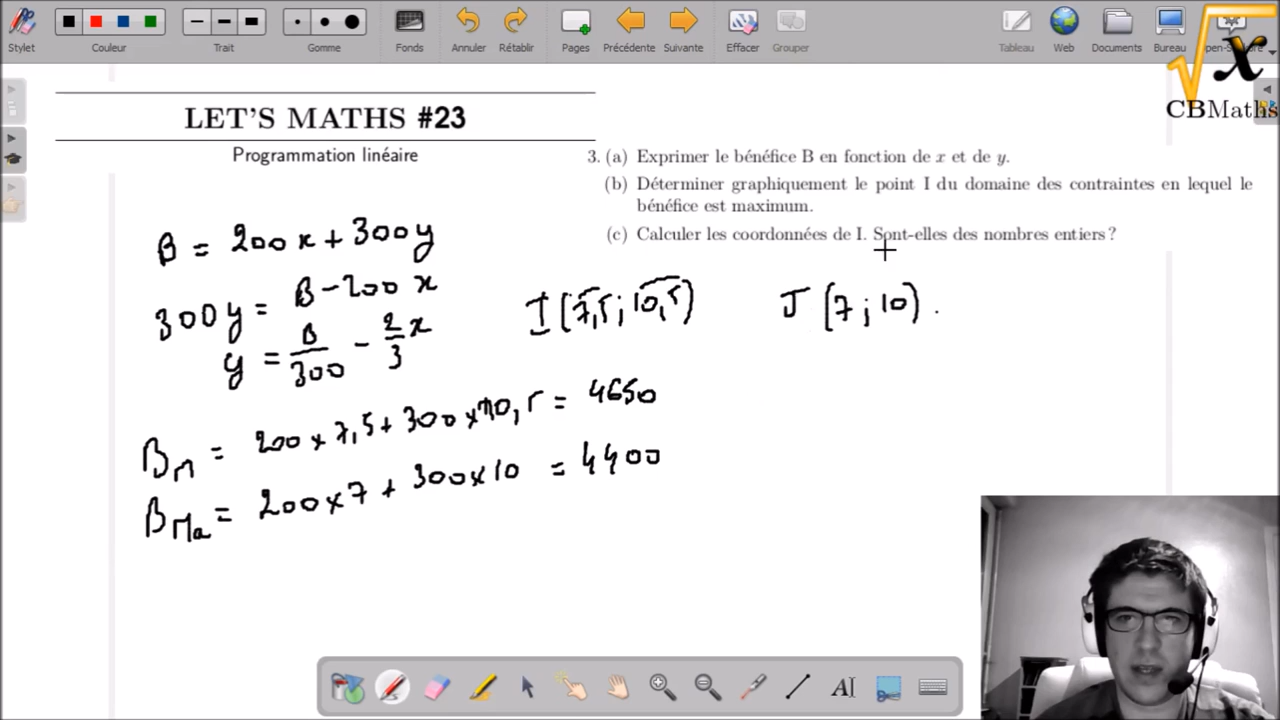 Stylet Couleur Trait Gomme Fonds Annuler Rétablir Pages Précédente Suivante Effacer Grouper Tableau Web Documents Bureau
CBMaths
LET'S MATHS #23
Programmation linéaire
3. (a) Exprimer le bénéfice B en fonction de x et de y.
(b) Déterminer graphiquement le point I du domaine des contraintes en lequel le
bénéfice est maximum.
(c) Calculer les coordonnées de I. Sont-elles des nombres entiers ?
B = 200x + 300y
300y = B - 200x
y = B/300 - 2/3 x
I (7,5 ; 10,5)
J (7 ; 10).
B_M = 200 × 7,5 + 300 × 10,5 = 4650
B_Ma = 200 × 7 + 300 × 10 = 4400
AI